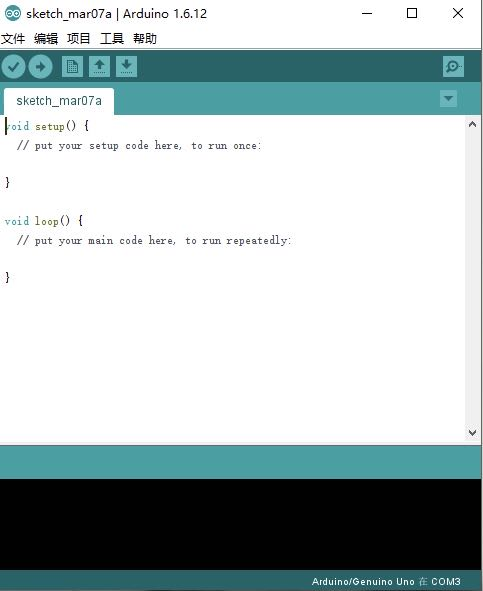 sketch_mar07a | Arduino 1.6.12
文件 编辑 项目 工具 帮助
sketch_mar07a
void setup() {
// put your setup code here, to run once:
}
void loop() {
// put your main code here, to run repeatedly:
}
Arduino/Genuino Uno 在 COM3